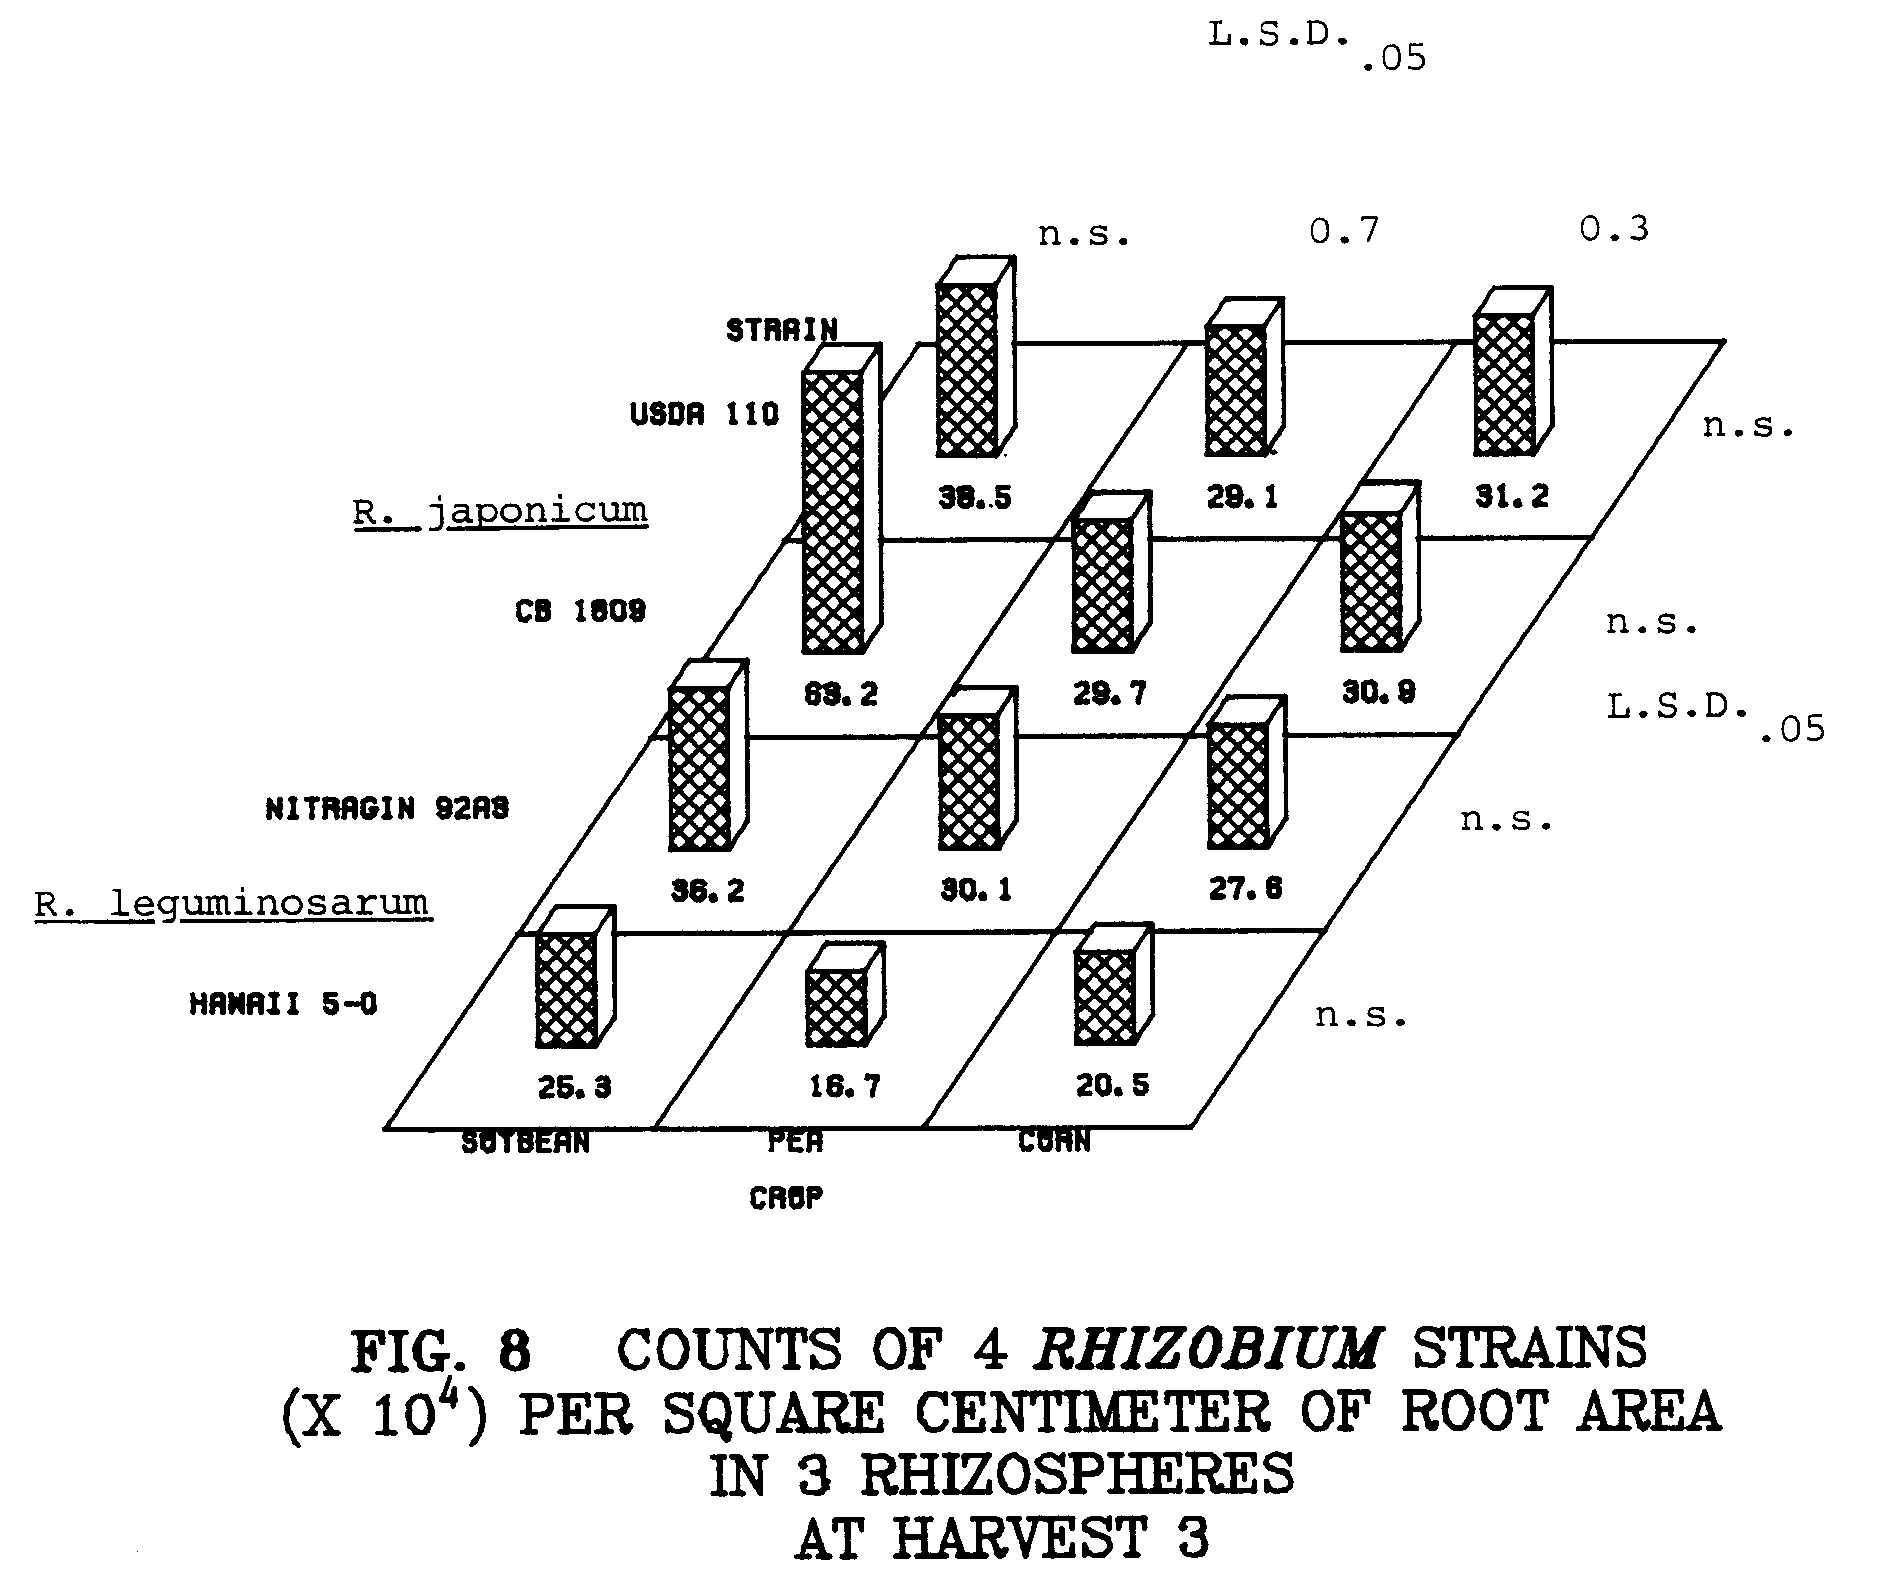 L.S.D. .05
n.s. 0.7 0.3
STRAIN
USDA 110
n.s.
38.5 29.1 31.2
R. japonicum
CB 1809
n.s.
63.2 29.7 30.9
L.S.D. .05
NITRAGIN 92A3
n.s.
36.2 30.1 27.6
R. leguminosarum
HAWAII 5-0
n.s.
25.3 16.7 20.5
SOYBEAN PEA CORN
CROP
FIG. 8 COUNTS OF 4 RHIZOBIUM STRAINS
(X 10⁴) PER SQUARE CENTIMETER OF ROOT AREA
IN 3 RHIZOSPHERES
AT HARVEST 3